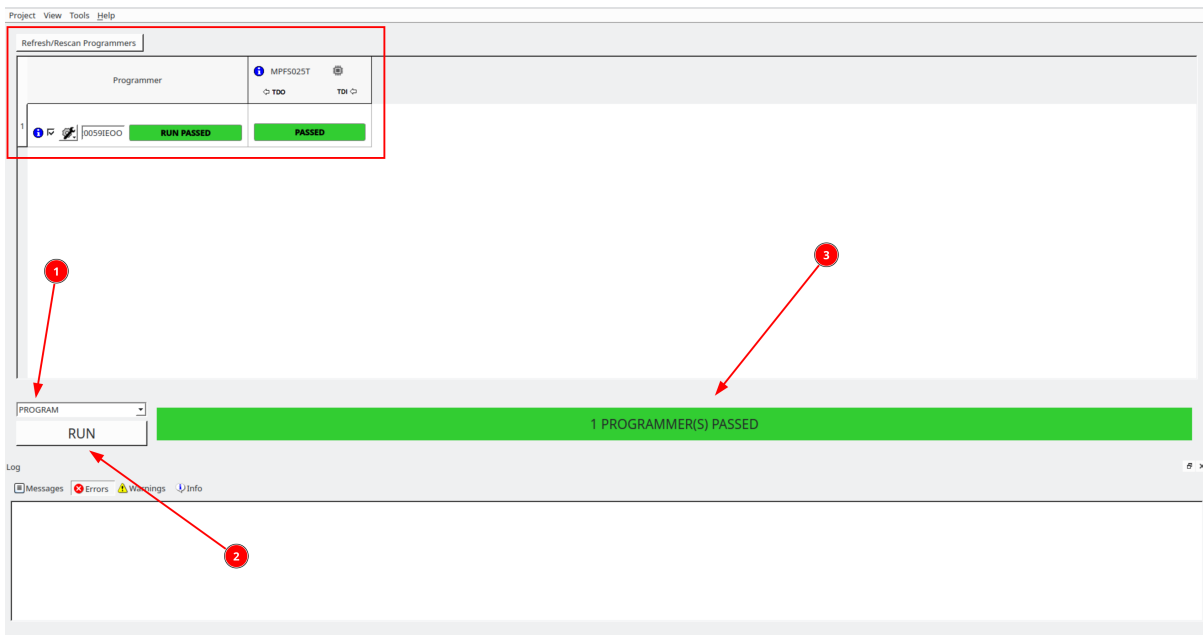 Project View Tools Help
Refresh/Rescan Programmers
Programmer
MPFS025T
TDO TDI
1
0059IEOO RUN PASSED PASSED
1
3
PROGRAM
RUN
1 PROGRAMMER(S) PASSED
Log
Messages Errors Warnings Info
2